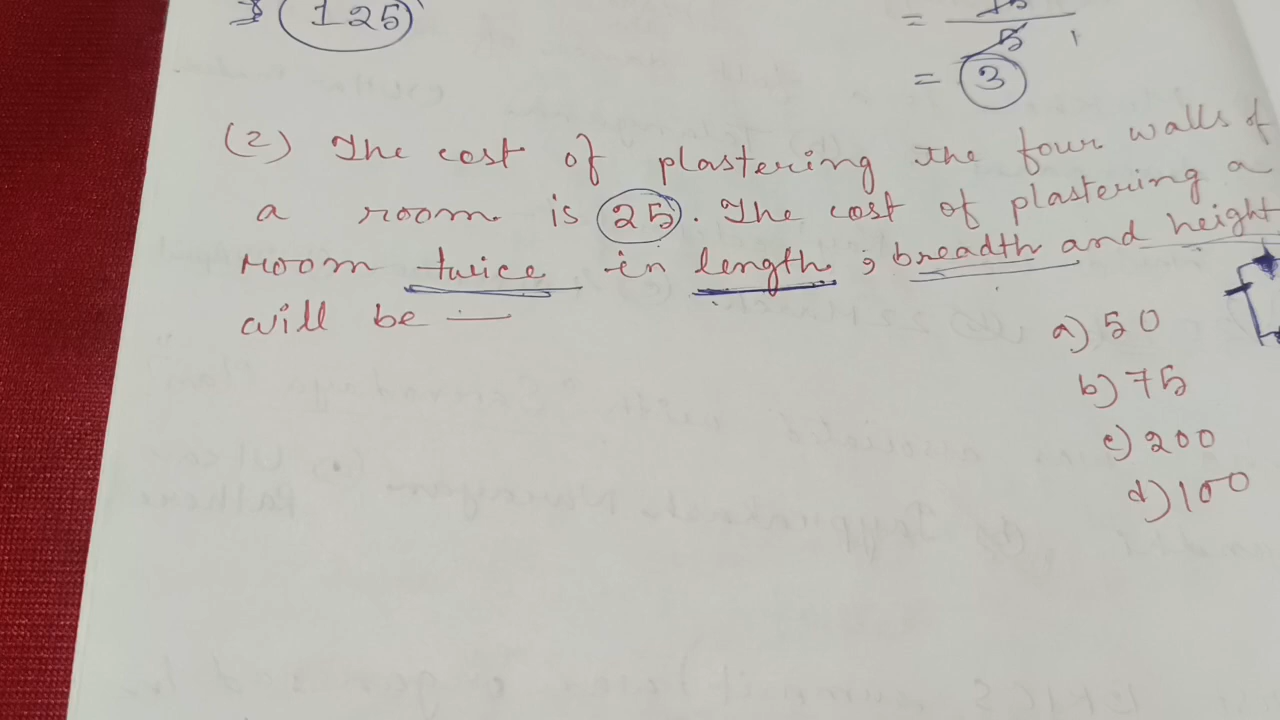 125
=
5
= 3
(2) The cost of plastering the four walls of
a room is 25. The cost of plastering a
room twice in length, breadth and height
will be —
a) 50
b) 75
c) 200
d) 100